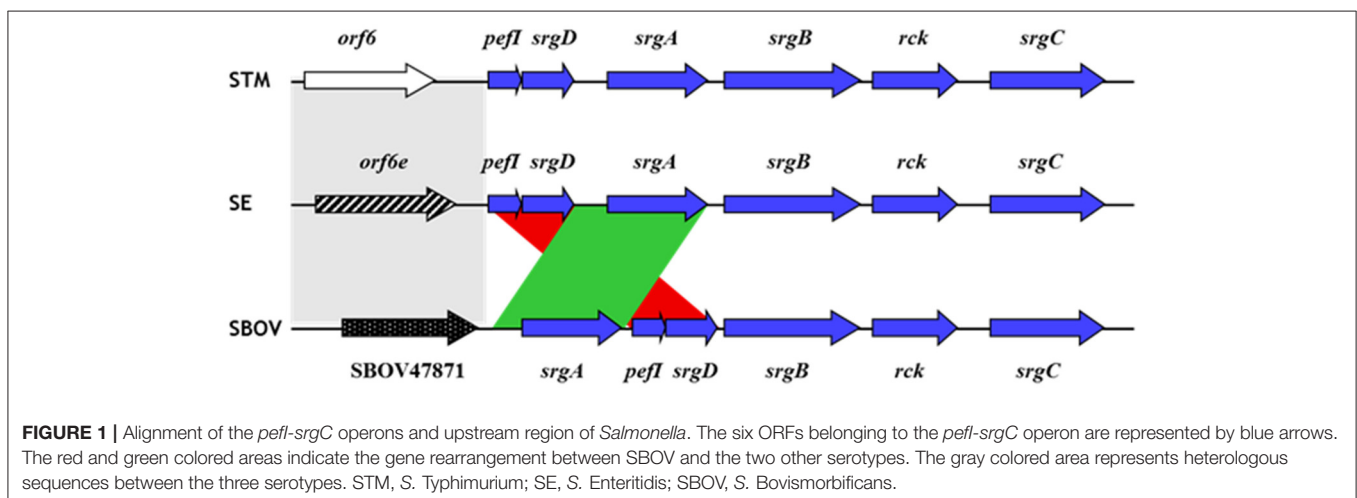 orf6 pefI srgD srgA srgB rck srgC
STM
orf6e pefI srgD srgA srgB rck srgC
SE
SBOV
SBOV47871 srgA pefI srgD srgB rck srgC
FIGURE 1 | Alignment of the pefI-srgC operons and upstream region of Salmonella. The six ORFs belonging to the pefI-srgC operon are represented by blue arrows.
The red and green colored areas indicate the gene rearrangement between SBOV and the two other serotypes. The gray colored area represents heterologous
sequences between the three serotypes. STM, S. Typhimurium; SE, S. Enteritidis; SBOV, S. Bovismorbificans.